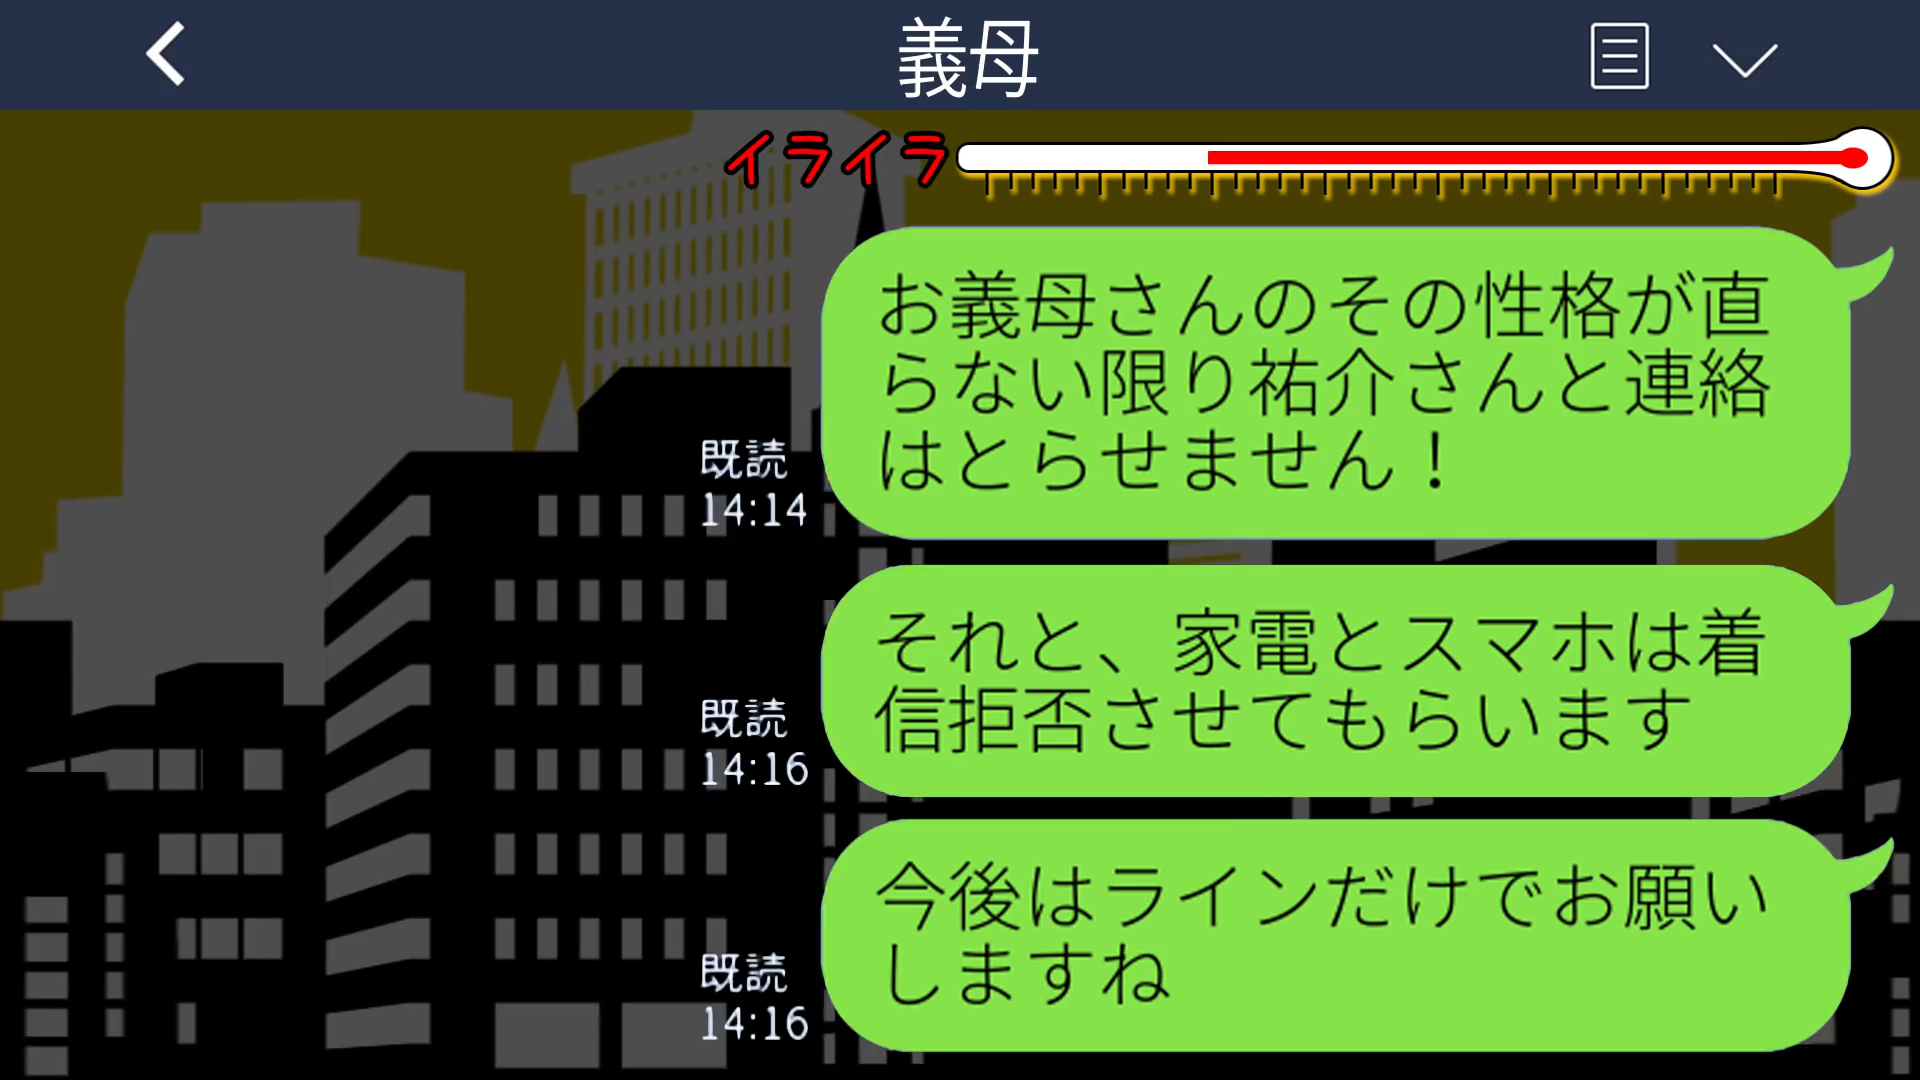 義母
イライラ
お義母さんのその性格が直
らない限り祐介さんと連絡
はとらせません！
既読
14:14
それと、家電とスマホは着
信拒否させてもらいます
既読
14:16
今後はラインだけでお願い
しますね
既読
14:16